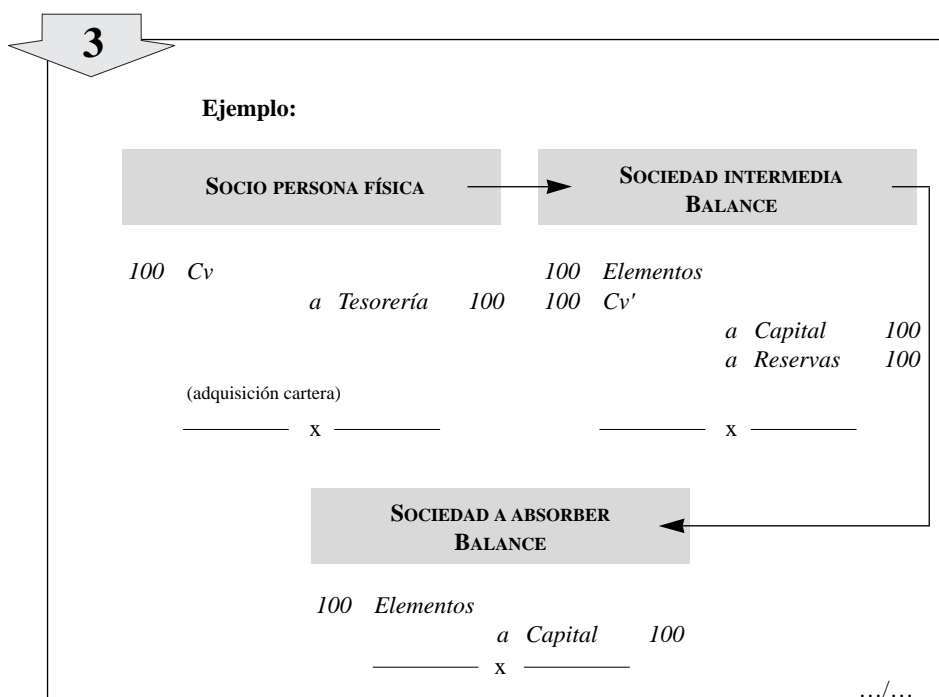 3
Ejemplo:
SOCIO PERSONA FÍSICA
100 Cv
a Tesorería 100
(adquisición cartera)
x
SOCIEDAD INTERMEDIA
BALANCE
100 Elementos
100 Cv'
a Capital 100
a Reservas 100
x
SOCIEDAD A ABSORBER
BALANCE
100 Elementos
a Capital 100
x
…/…